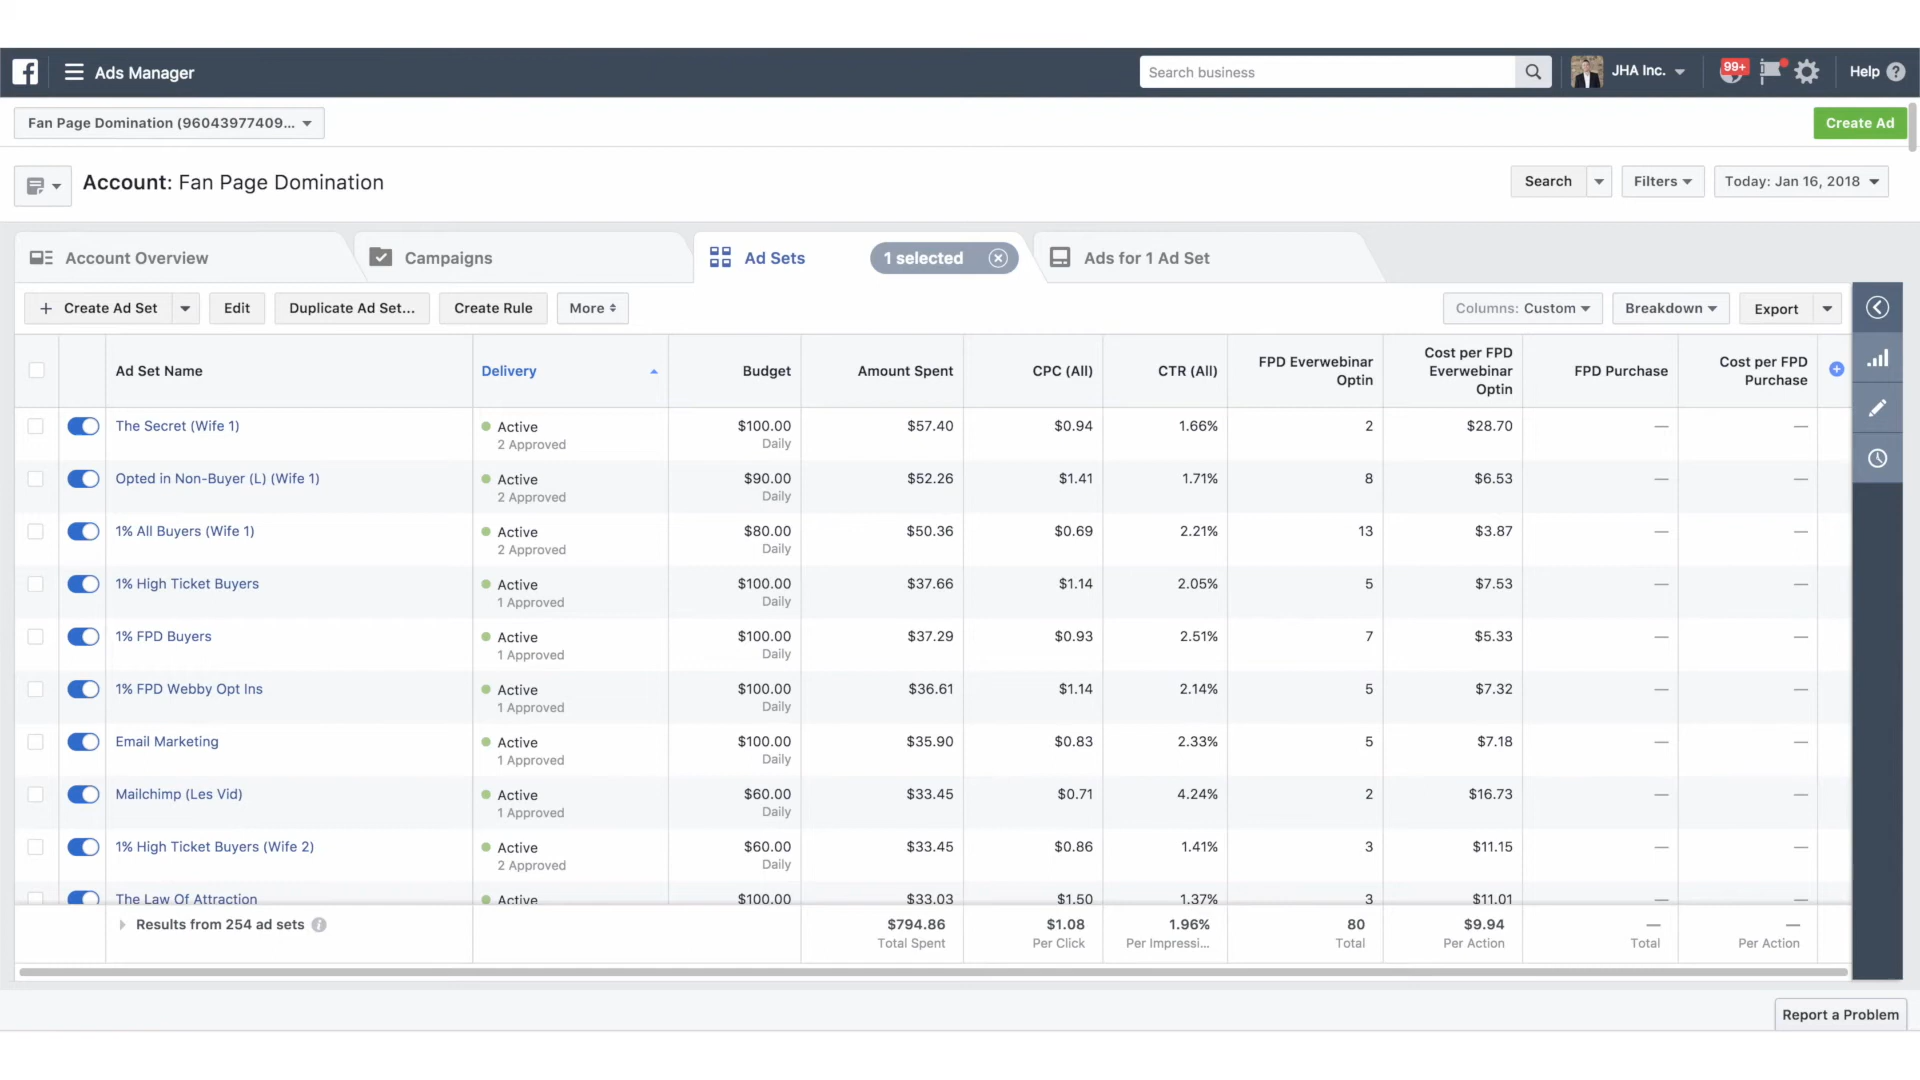 Ads Manager
Search business
JHA Inc.
99+
Help ?
Fan Page Domination (96043977409...
Create Ad
Account: Fan Page Domination
Search
Filters
Today: Jan 16, 2018
Account Overview
Campaigns
Ad Sets
1 selected
Ads for 1 Ad Set
+ Create Ad Set
Edit
Duplicate Ad Set...
Create Rule
More
Columns: Custom
Breakdown
Export
Ad Set Name Delivery Budget Amount Spent CPC (All) CTR (All) FPD Everwebinar Optin Cost per FPD Everwebinar Optin FPD Purchase Cost per FPD Purchase
The Secret (Wife 1) Active $100.00 $57.40 $0.94 1.66% 2 $28.70 — —
2 Approved Daily
Opted in Non-Buyer (L) (Wife 1) Active $90.00 $52.26 $1.41 1.71% 8 $6.53 — —
2 Approved Daily
1% All Buyers (Wife 1) Active $80.00 $50.36 $0.69 2.21% 13 $3.87 — —
2 Approved Daily
1% High Ticket Buyers Active $100.00 $37.66 $1.14 2.05% 5 $7.53 — —
1 Approved Daily
1% FPD Buyers Active $100.00 $37.29 $0.93 2.51% 7 $5.33 — —
1 Approved Daily
1% FPD Webby Opt Ins Active $100.00 $36.61 $1.14 2.14% 5 $7.32 — —
1 Approved Daily
Email Marketing Active $100.00 $35.90 $0.83 2.33% 5 $7.18 — —
1 Approved Daily
Mailchimp (Les Vid) Active $60.00 $33.45 $0.71 4.24% 2 $16.73 — —
1 Approved Daily
1% High Ticket Buyers (Wife 2) Active $60.00 $33.45 $0.86 1.41% 3 $11.15 — —
2 Approved Daily
The Law Of Attraction Active $100.00 $33.03 $1.50 1.37% 3 $11.01 — —
Results from 254 ad sets $794.86 $1.08 1.96% 80 $9.94 — —
Total Spent Per Click Per Impressi... Total Per Action Total Per Action
Report a Problem